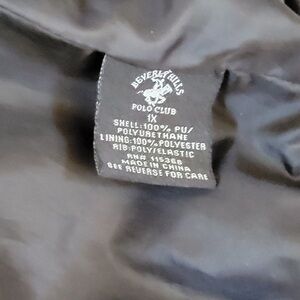 BEVERLY HILLS
POLO CLUB
1X
SHELL:100% PU/
POLYURETHANE
LINING:100% POLYESTER
RIB:POLY/ELASTIC
RN# 115388
MADE IN CHINA
SEE REVERSE FOR CARE